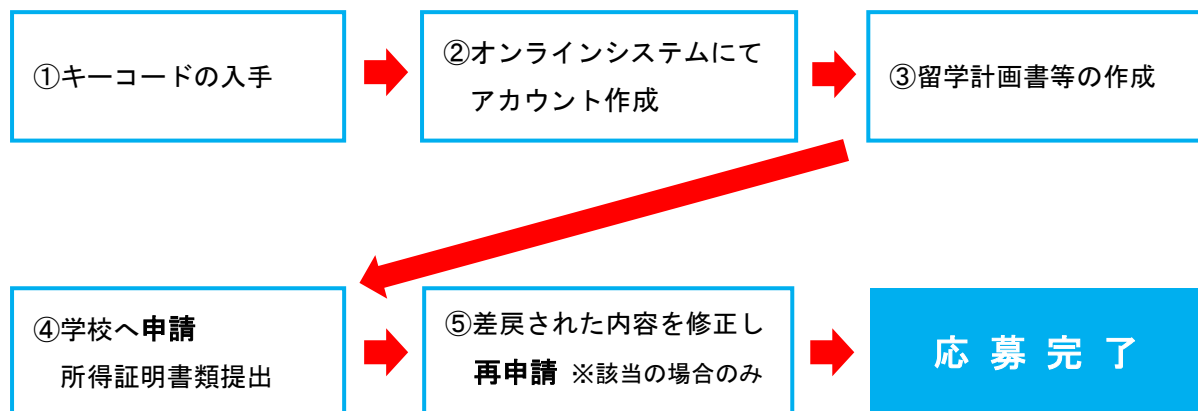 ①キーコードの入手
②オンラインシステムにて
アカウント作成
③留学計画書等の作成
④学校へ申請
所得証明書類提出
⑤差戻された内容を修正し
再申請 ※該当の場合のみ
応募完了